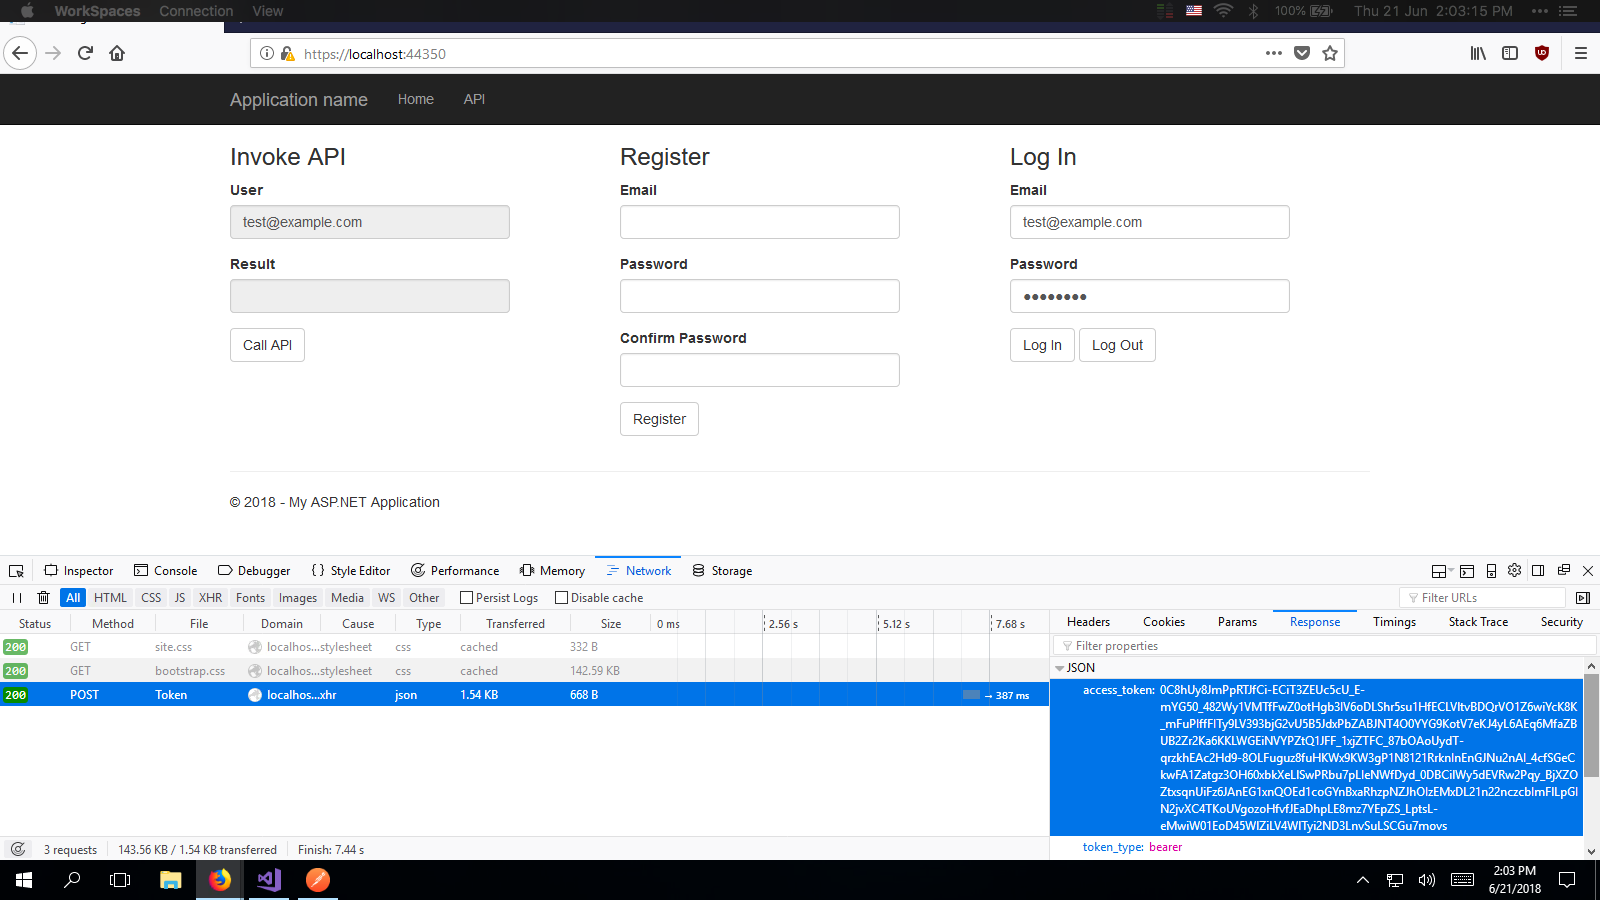 WorkSpaces Connection View
100% Thu 21 Jun 2:03:15 PM
https://localhost:44350
Application name Home API
Invoke API
User
test@example.com
Result
Call API
Register
Email
Password
Confirm Password
Register
Log In
Email
test@example.com
Password
Log In Log Out
© 2018 - My ASP.NET Application
Inspector Console Debugger Style Editor Performance Memory Network Storage
All HTML CSS JS XHR Fonts Images Media WS Other Persist Logs Disable cache Filter URLs
Status Method File Domain Cause Type Transferred Size 0 ms 2.56 s 5.12 s 7.68 s
200 GET site.css localhos...stylesheet css cached 332 B
200 GET bootstrap.css localhos...stylesheet css cached 142.59 KB
200 POST Token localhos...xhr json 1.54 KB 668 B → 387 ms
Headers Cookies Params Response Timings Stack Trace Security
Filter properties
JSON
access_token: 0C8hUy8JmPpRTJfCi-ECiT3ZEUc5cU_E-
token_type: bearer
3 requests 143.56 KB / 1.54 KB transferred Finish: 7.44 s
2:03 PM
6/21/2018